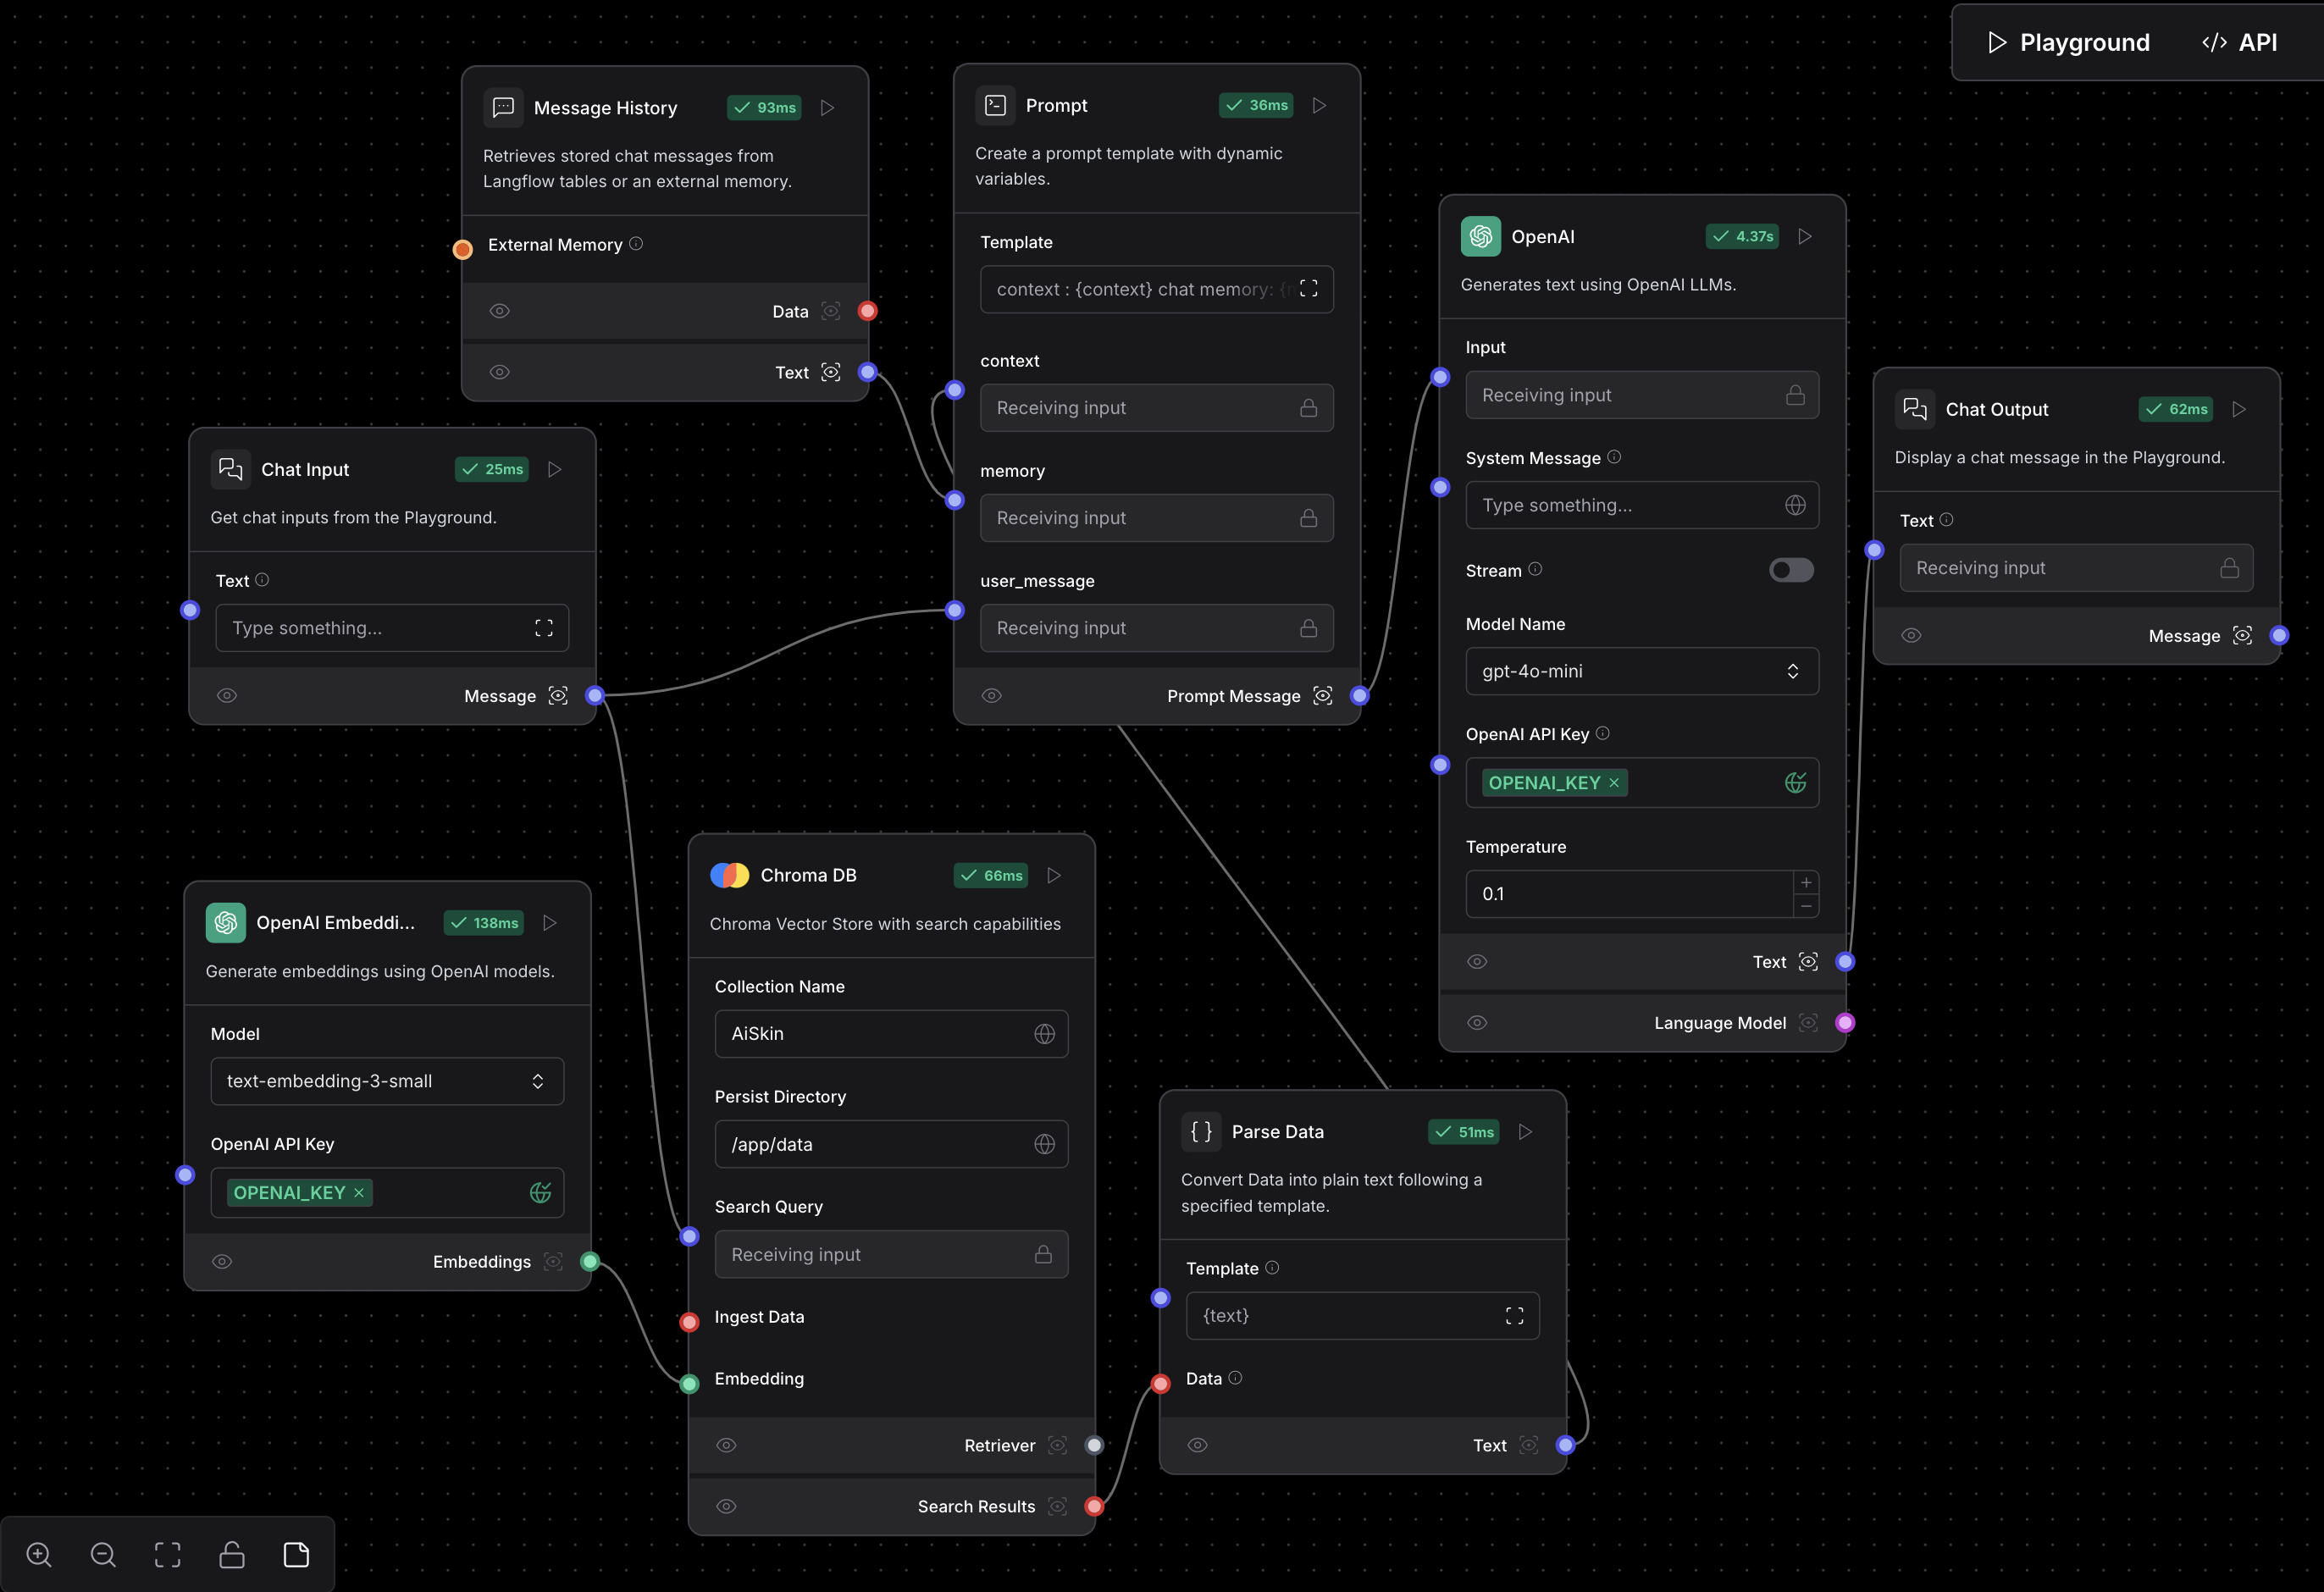 Playground
API
Message History
93ms
Retrieves stored chat messages from
Langflow tables or an external memory.
External Memory
Data
Text
Prompt
36ms
Create a prompt template with dynamic
variables.
Template
context : {context} chat memory:
context
Receiving input
memory
Receiving input
user_message
Receiving input
Prompt Message
OpenAI
4.37s
Generates text using OpenAI LLMs.
Input
Receiving input
System Message
Type something...
Stream
Model Name
gpt-4o-mini
OpenAI API Key
OPENAI_KEY
Temperature
0.1
Text
Language Model
Chat Output
62ms
Display a chat message in the Playground.
Text
Receiving input
Message
Chat Input
25ms
Get chat inputs from the Playground.
Text
Type something...
Message
OpenAI Embeddi...
138ms
Generate embeddings using OpenAI models.
Model
text-embedding-3-small
OpenAI API Key
OPENAI_KEY
Embeddings
Chroma DB
66ms
Chroma Vector Store with search capabilities
Collection Name
AiSkin
Persist Directory
/app/data
Search Query
Receiving input
Ingest Data
Embedding
Retriever
Search Results
Parse Data
51ms
Convert Data into plain text following a
specified template.
Template
{text}
Data
Text